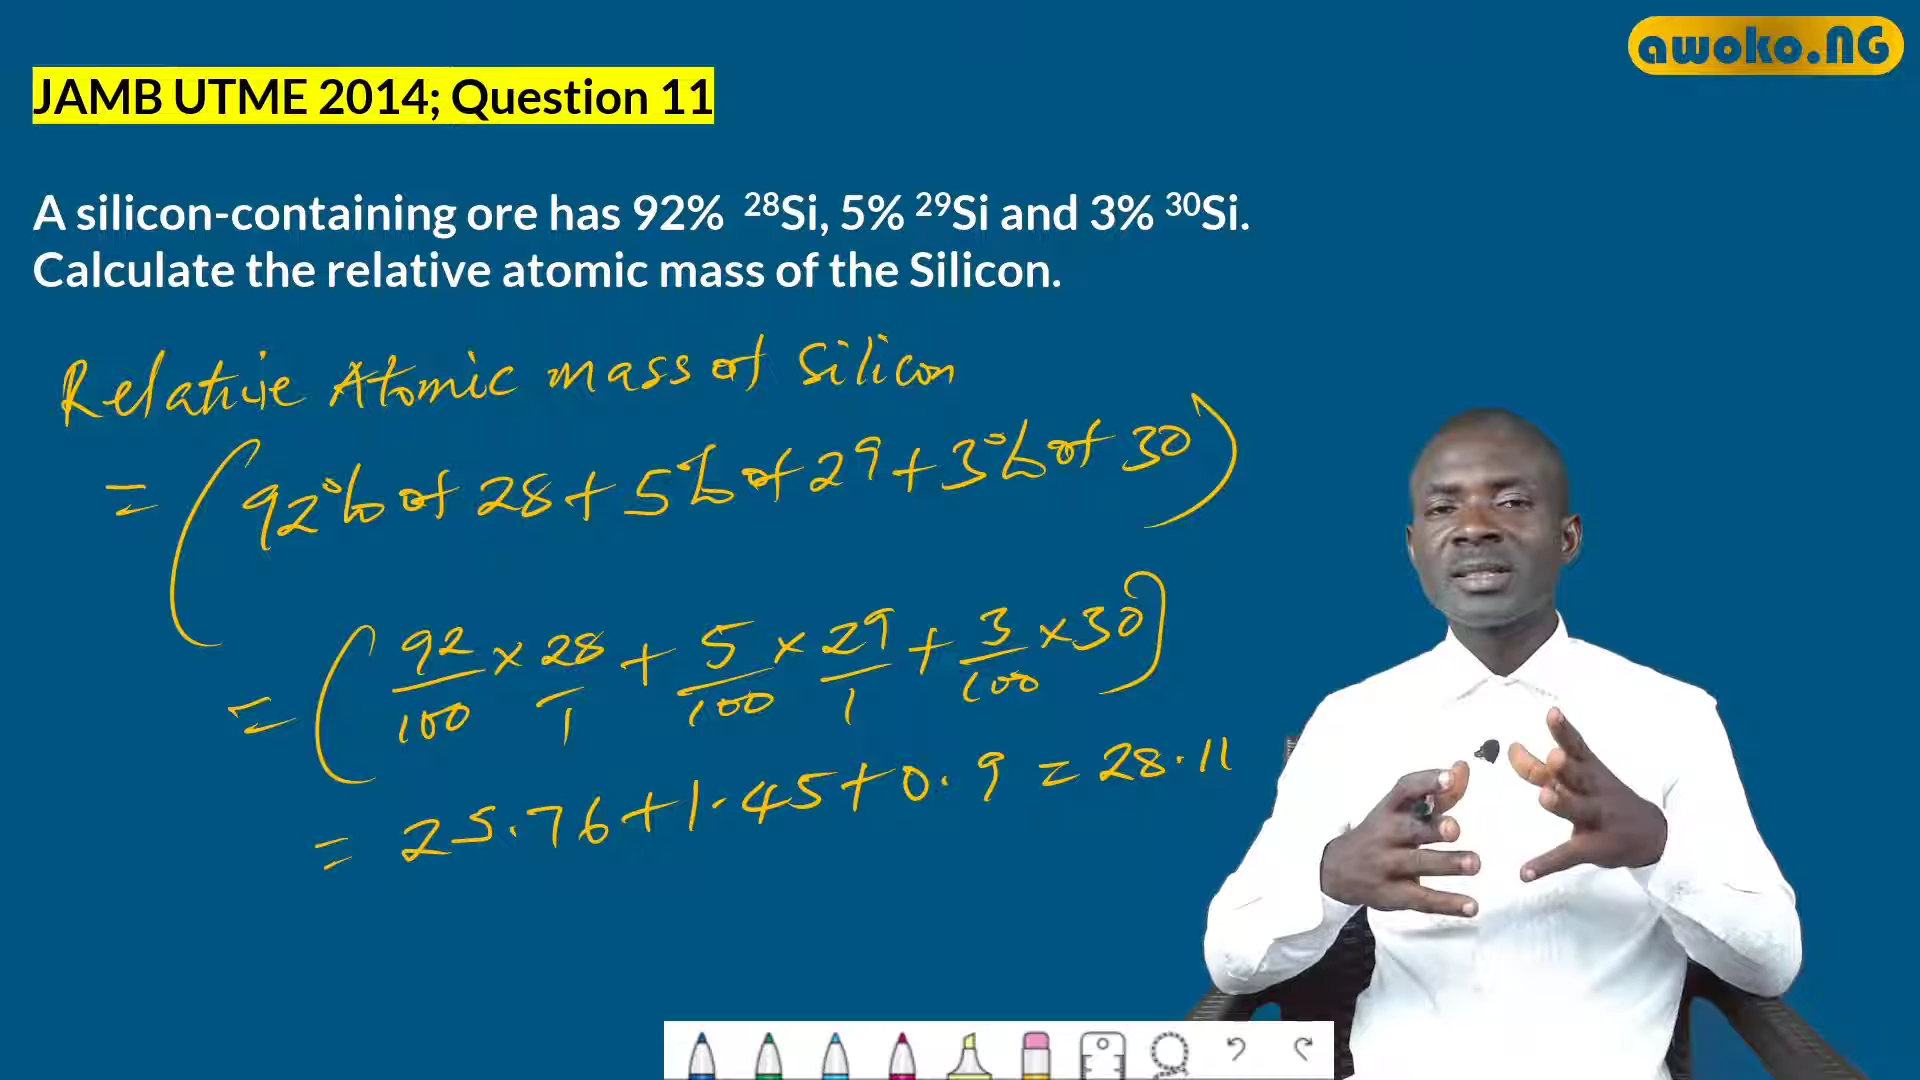 awoko.NG
JAMB UTME 2014; Question 11
A silicon-containing ore has 92% ²⁸Si, 5% ²⁹Si and 3% ³⁰Si.
Calculate the relative atomic mass of the Silicon.
Relative Atomic mass of Silicon
= (92% of 28 + 5% of 29 + 3% of 30)
= (92/100 × 28/1 + 5/100 × 29/1 + 3/100 × 30)
= 25.76 + 1.45 + 0.9 = 28.11